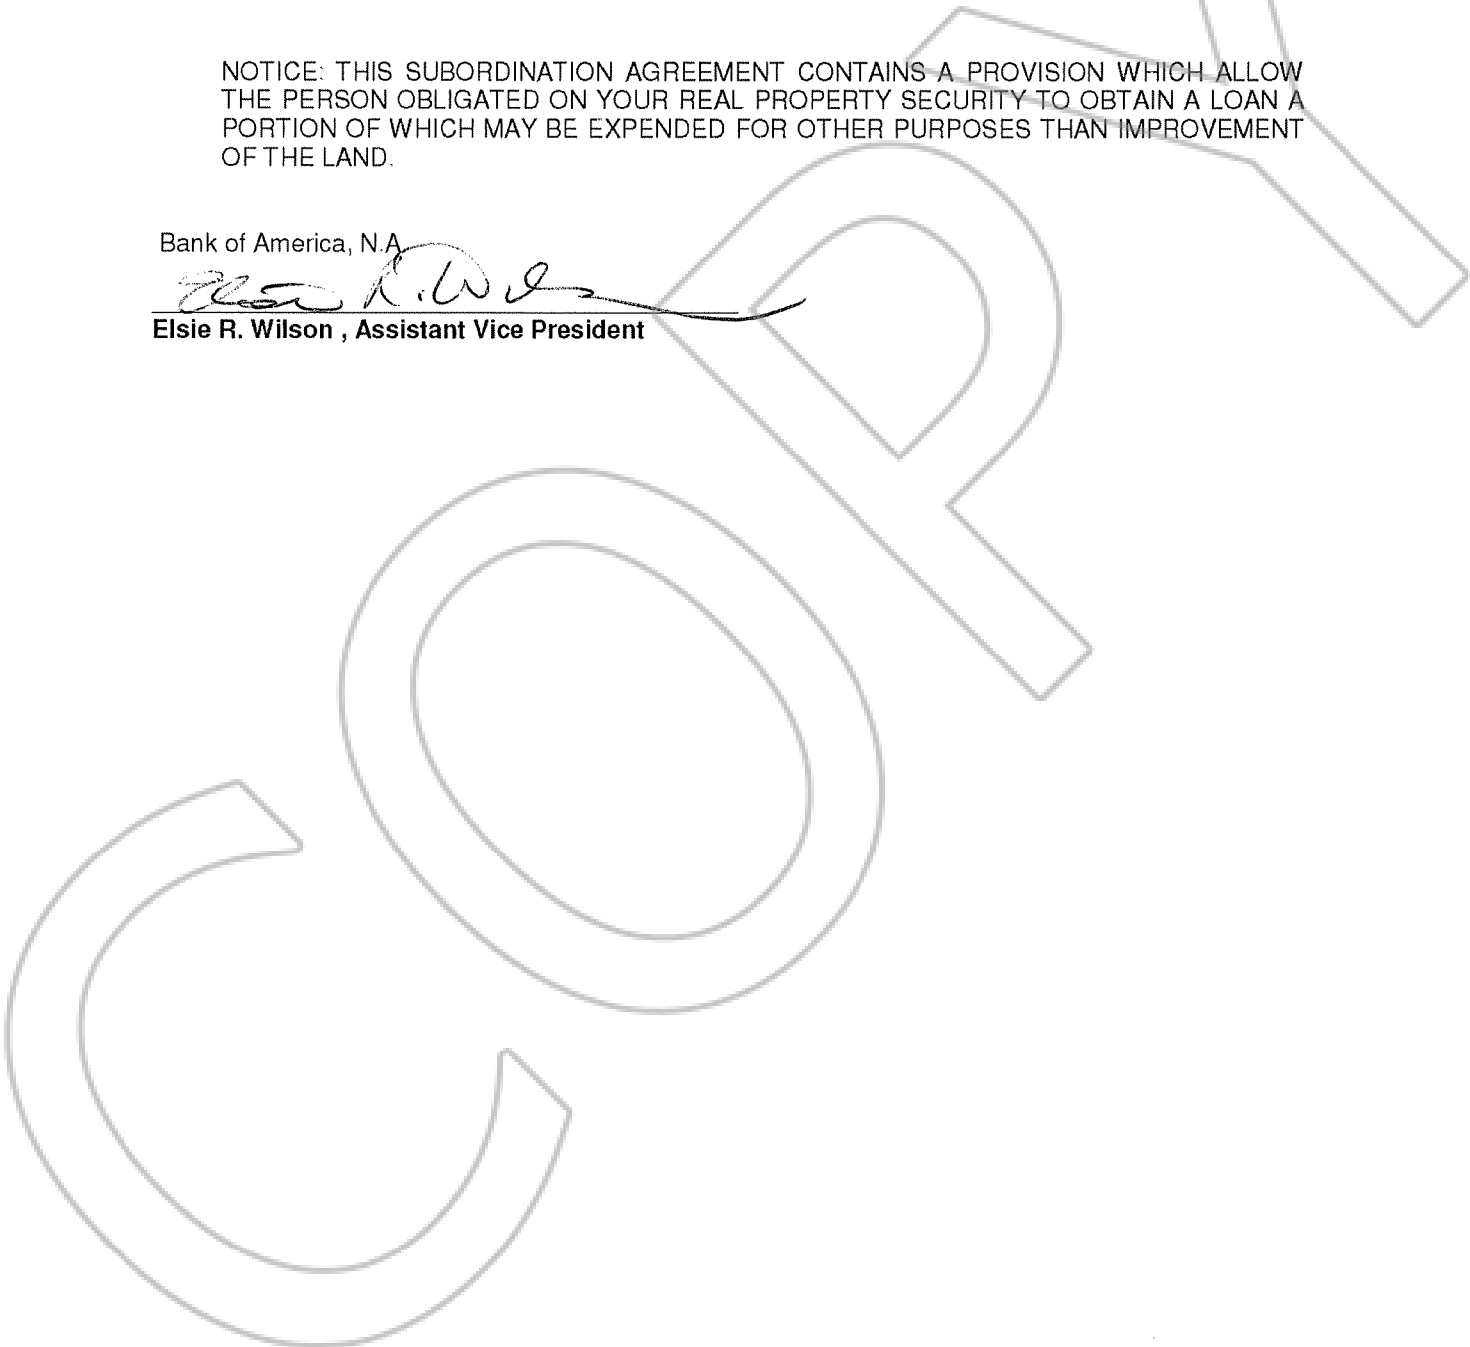 NOTICE: THIS SUBORDINATION AGREEMENT CONTAINS A PROVISION WHICH ALLOW
THE PERSON OBLIGATED ON YOUR REAL PROPERTY SECURITY TO OBTAIN A LOAN A
PORTION OF WHICH MAY BE EXPENDED FOR OTHER PURPOSES THAN IMPROVEMENT
OF THE LAND.
Bank of America, N.A.
Elsie R. Wilson
Elsie R. Wilson , Assistant Vice President
COPY